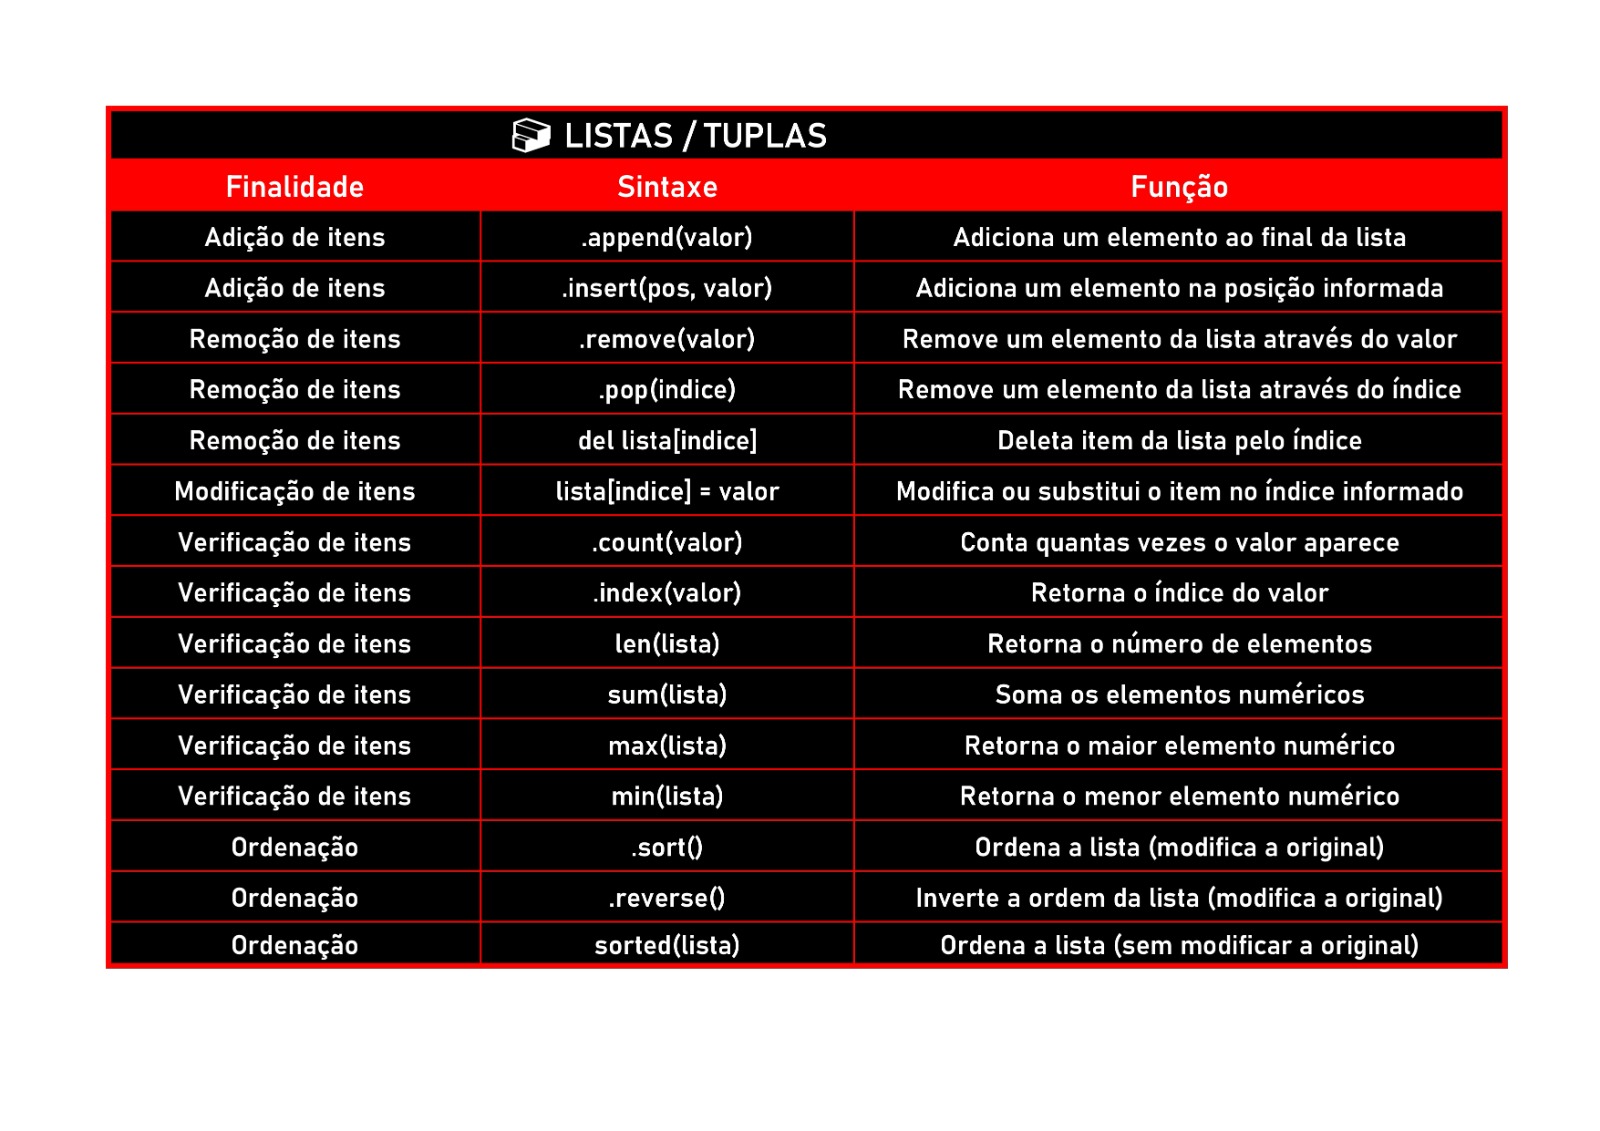 LISTAS / TUPLAS
Finalidade Sintaxe Função
Adição de itens .append(valor) Adiciona um elemento ao final da lista
Adição de itens .insert(pos, valor) Adiciona um elemento na posição informada
Remoção de itens .remove(valor) Remove um elemento da lista através do valor
Remoção de itens .pop(indice) Remove um elemento da lista através do índice
Remoção de itens del lista[indice] Deleta item da lista pelo índice
Modificação de itens lista[indice] = valor Modifica ou substitui o item no índice informado
Verificação de itens .count(valor) Conta quantas vezes o valor aparece
Verificação de itens .index(valor) Retorna o índice do valor
Verificação de itens len(lista) Retorna o número de elementos
Verificação de itens sum(lista) Soma os elementos numéricos
Verificação de itens max(lista) Retorna o maior elemento numérico
Verificação de itens min(lista) Retorna o menor elemento numérico
Ordenação .sort() Ordena a lista (modifica a original)
Ordenação .reverse() Inverte a ordem da lista (modifica a original)
Ordenação sorted(lista) Ordena a lista (sem modificar a original)